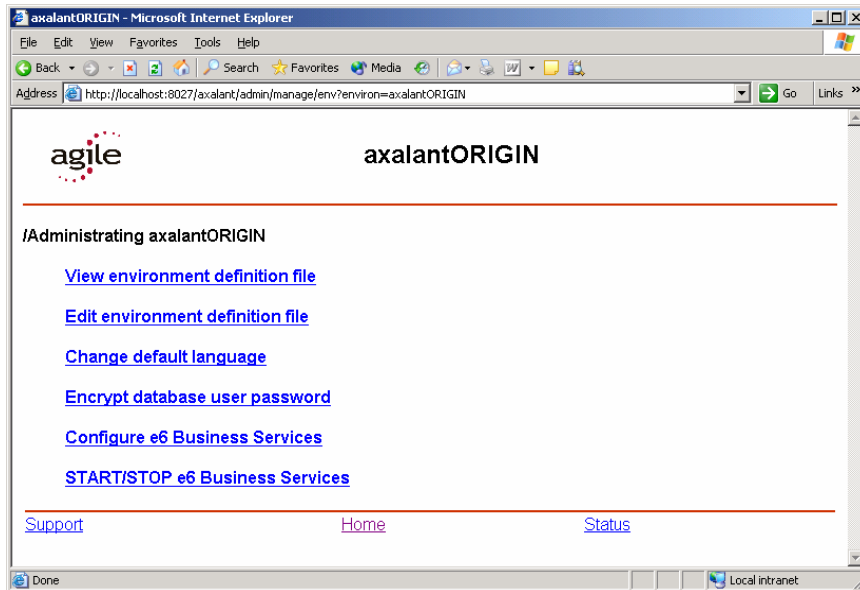 axalantORIGIN - Microsoft Internet Explorer
File Edit View Favorites Tools Help
Back Search Favorites Media
Address http://localhost:8027/axalant/admin/manage/env?environ=axalantORIGIN Go Links »
agile axalantORIGIN
/Administrating axalantORIGIN
View environment definition file
Edit environment definition file
Change default language
Encrypt database user password
Configure e6 Business Services
START/STOP e6 Business Services
Support Home Status
Done Local intranet